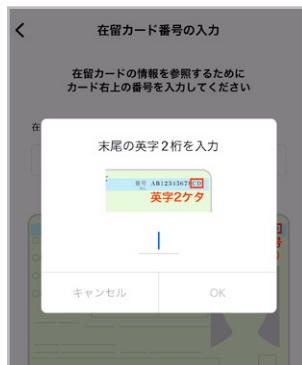 在留カード番号の入力
在留カードの情報を参照するために
カード右上の番号を入力してください
在
末尾の英字2桁を入力
番号 AB12345678CD
英字2ケタ
キャンセル
OK